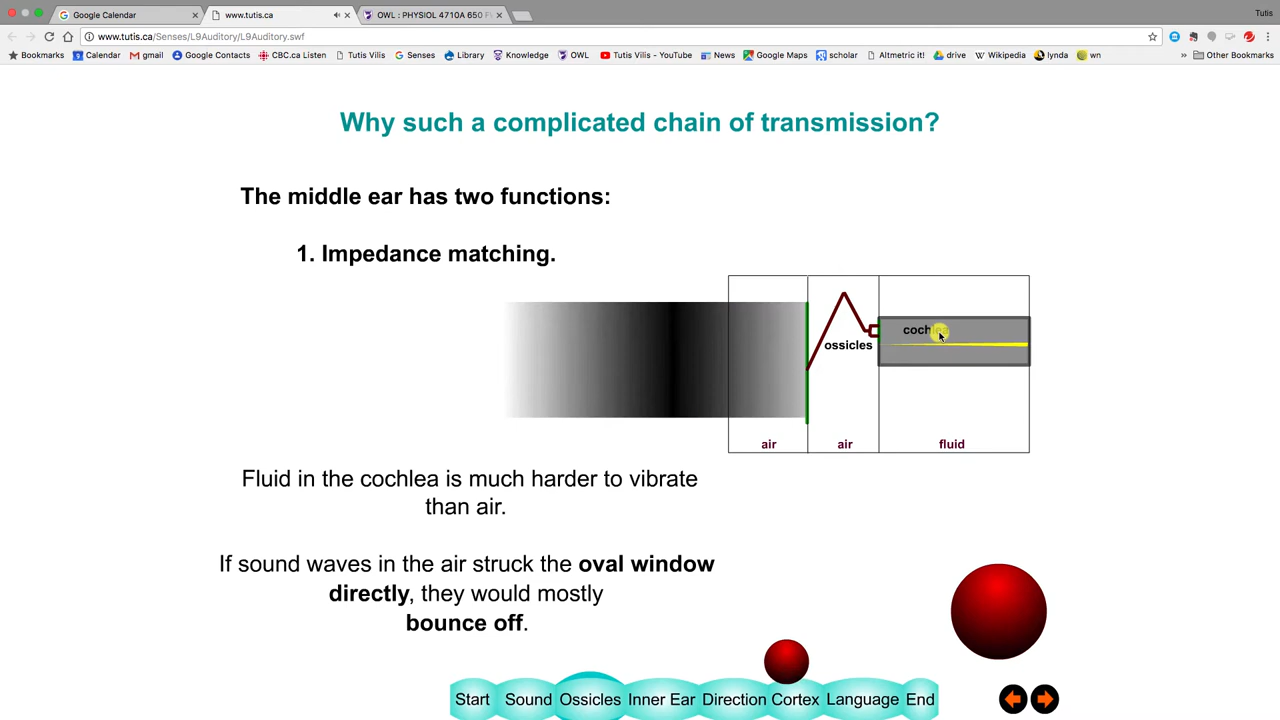 Google Calendar
www.tutis.ca
OWL : PHYSIOL 4710A 650 F
Tutis
www.tutis.ca/Senses/L9Auditory/L9Auditory.swf
Bookmarks Calendar gmail Google Contacts CBC.ca Listen Tutis Vilis Senses Library Knowledge OWL Tutis Vilis - YouTube News Google Maps scholar Altmetric it! drive Wikipedia lynda wn » Other Bookmarks
Why such a complicated chain of transmission?
The middle ear has two functions:
1. Impedance matching.
cochlea
ossicles
air air fluid
Fluid in the cochlea is much harder to vibrate
than air.
If sound waves in the air struck the oval window
directly, they would mostly
bounce off.
Start Sound Ossicles Inner Ear Direction Cortex Language End